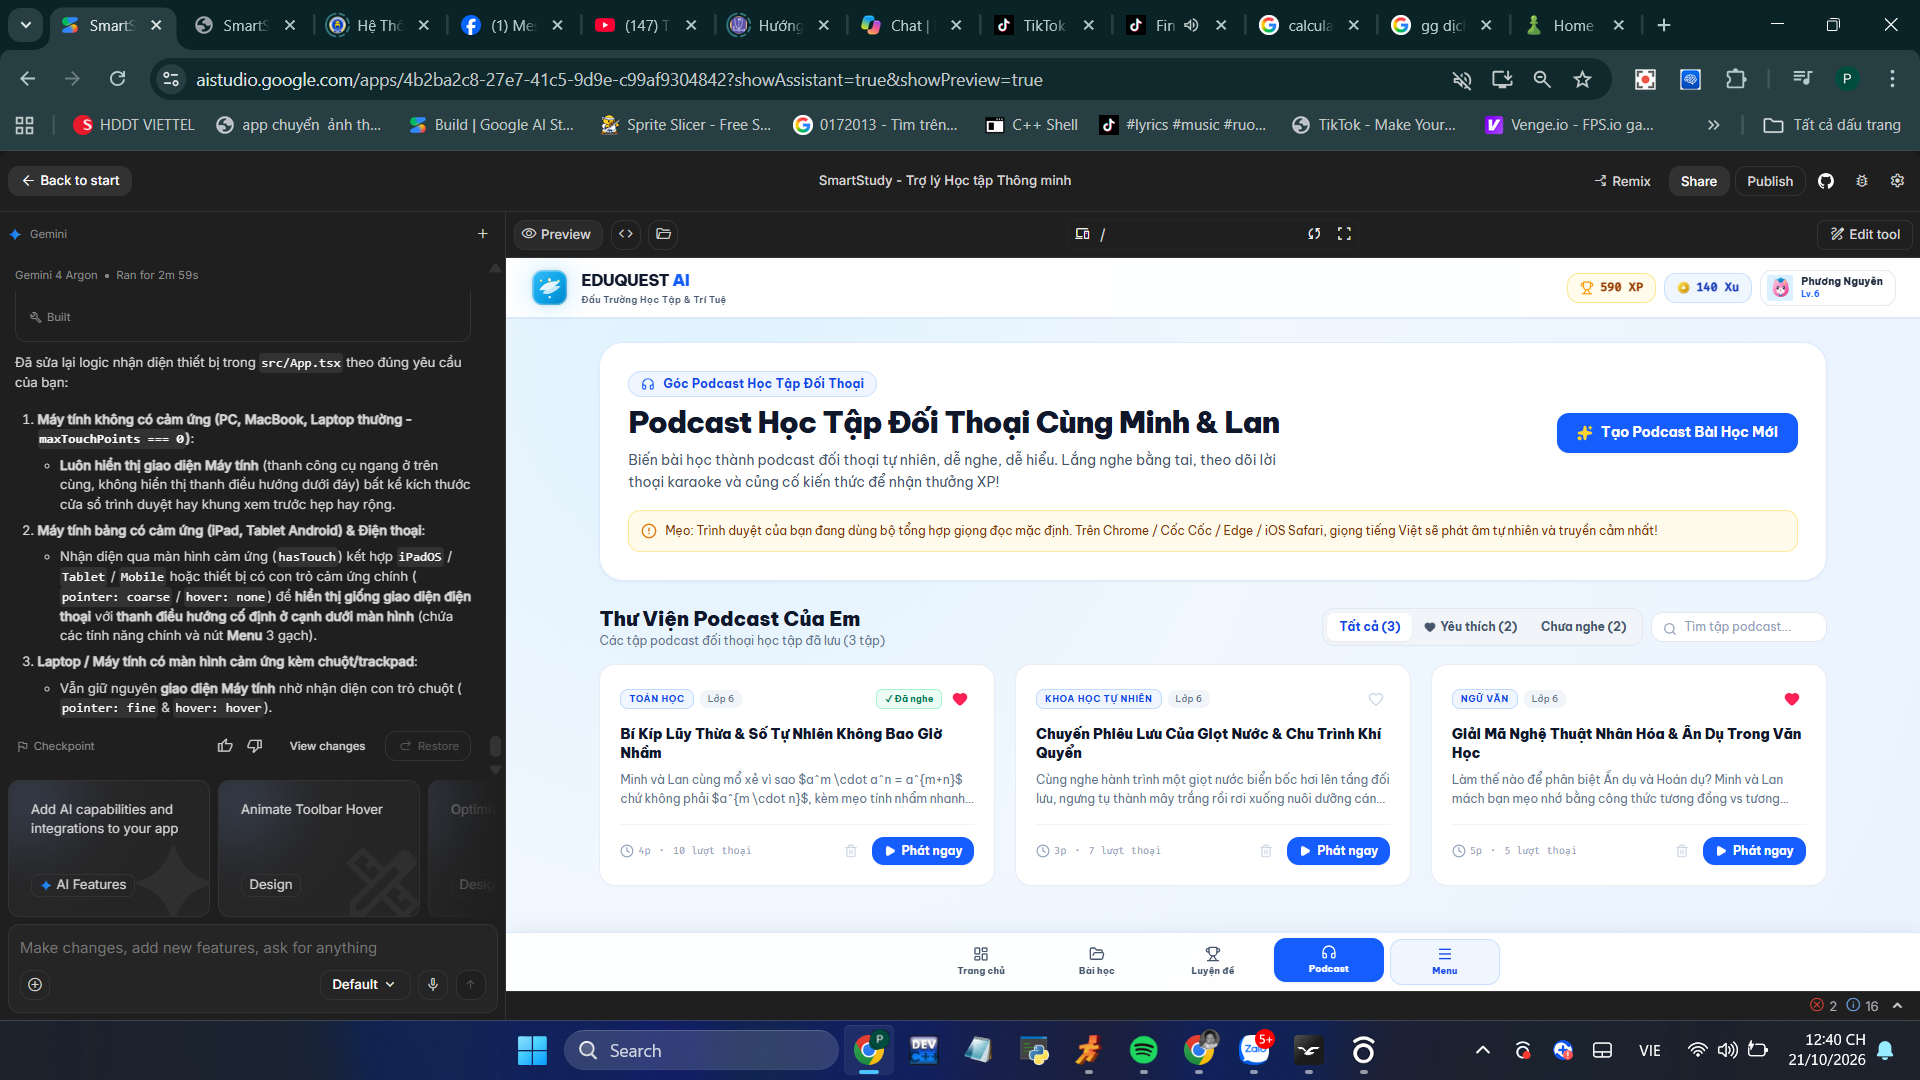 SmartS
SmartS
Hệ Thố
(1) Mes
(147) T
Hướng
Chat |
TikTok
Fin
calcula
gg dịc
Home
aistudio.google.com/apps/4b2ba2c8-27e7-41c5-9d9e-c99af9304842?showAssistant=true&showPreview=true
P
HDDT VIETTEL
app chuyển ảnh th...
Build | Google AI St...
Sprite Slicer - Free S...
0172013 - Tìm trên...
C++ Shell
#lyrics #music #ruo...
TikTok - Make Your...
Venge.io - FPS.io ga...
Tất cả dấu trang
Back to start
SmartStudy - Trợ lý Học tập Thông minh
Remix
Share
Publish
Gemini
Preview
/
Edit tool
Gemini 4 Argon • Ran for 2m 59s
Built
Đã sửa lại logic nhận diện thiết bị trong src/App.tsx theo đúng yêu cầu
của bạn:
1. Máy tính không có cảm ứng (PC, MacBook, Laptop thường -
maxTouchPoints === 0):
Luôn hiển thị giao diện Máy tính (thanh công cụ ngang ở trên
cùng, không hiển thị thanh điều hướng dưới đáy) bất kể kích thước
cửa sổ trình duyệt hay khung xem trước hẹp hay rộng.
2. Máy tính bảng có cảm ứng (iPad, Tablet Android) & Điện thoại:
Nhận diện qua màn hình cảm ứng (hasTouch) kết hợp iPadOS /
Tablet / Mobile hoặc thiết bị có con trỏ cảm ứng chính (
pointer: coarse / hover: none) để hiển thị giống giao diện điện
thoại với thanh điều hướng cố định ở cạnh dưới màn hình (chứa
các tính năng chính và nút Menu 3 gạch).
3. Laptop / Máy tính có màn hình cảm ứng kèm chuột/trackpad:
Vẫn giữ nguyên giao diện Máy tính nhờ nhận diện con trỏ chuột (
pointer: fine & hover: hover).
Checkpoint
View changes
Restore
Add AI capabilities and
integrations to your app
AI Features
Animate Toolbar Hover
Design
Optimi
Desig
Make changes, add new features, ask for anything
Default
EDUQUEST AI
Đấu Trường Học Tập & Trí Tuệ
590 XP
140 Xu
Phương Nguyên
Lv.6
Góc Podcast Học Tập Đối Thoại
Podcast Học Tập Đối Thoại Cùng Minh & Lan
Biến bài học thành podcast đối thoại tự nhiên, dễ nghe, dễ hiểu. Lắng nghe bằng tai, theo dõi lời
thoại karaoke và củng cố kiến thức để nhận thưởng XP!
Tạo Podcast Bài Học Mới
Mẹo: Trình duyệt của bạn đang dùng bộ tổng hợp giọng đọc mặc định. Trên Chrome / Cốc Cốc / Edge / iOS Safari, giọng tiếng Việt sẽ phát âm tự nhiên và truyền cảm nhất!
Thư Viện Podcast Của Em
Các tập podcast đối thoại học tập đã lưu (3 tập)
Tất cả (3)
Yêu thích (2)
Chưa nghe (2)
Tìm tập podcast...
TOÁN HỌC
Lớp 6
✓ Đã nghe
Bí Kíp Lũy Thừa & Số Tự Nhiên Không Bao Giờ
Nhầm
Minh và Lan cùng mổ xẻ vì sao $a^m \cdot a^n = a^{m+n}$
chứ không phải $a^{m \cdot n}$, kèm mẹo tính nhẩm nhanh...
4p · 10 lượt thoại
Phát ngay
KHOA HỌC TỰ NHIÊN
Lớp 6
Chuyến Phiêu Lưu Của Giọt Nước & Chu Trình Khí
Quyển
Cùng nghe hành trình một giọt nước biển bốc hơi lên tầng đối
lưu, ngưng tụ thành mây trắng rồi rơi xuống nuôi dưỡng cán...
3p · 7 lượt thoại
Phát ngay
NGỮ VĂN
Lớp 6
Giải Mã Nghệ Thuật Nhân Hóa & Ẩn Dụ Trong Văn
Học
Làm thế nào để phân biệt Ẩn dụ và Hoán dụ? Minh và Lan
mách bạn mẹo nhớ bằng công thức tương đồng vs tương...
5p · 5 lượt thoại
Phát ngay
Trang chủ
Bài học
Luyện đề
Podcast
Menu
2
16
Search
P
DEV
C++
Zalo
5+
VIE
12:40 CH
21/10/2026